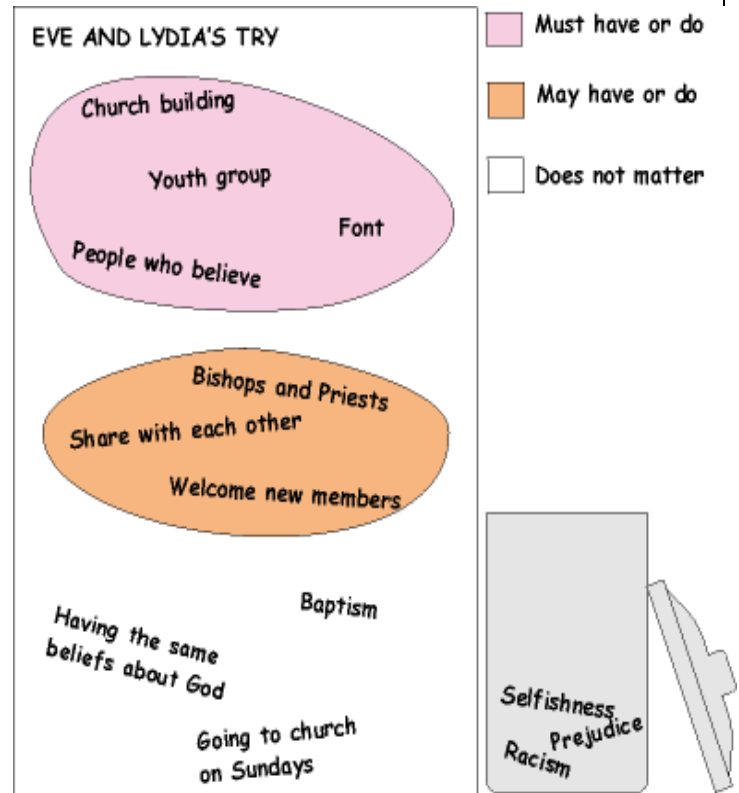 EVE AND LYDIA'S TRY
Church building
Youth group
Font
People who believe
Bishops and Priests
Share with each other
Welcome new members
Baptism
Having the same
beliefs about God
Going to church
on Sundays
Must have or do
May have or do
Does not matter
Selfishness
Prejudice
Racism